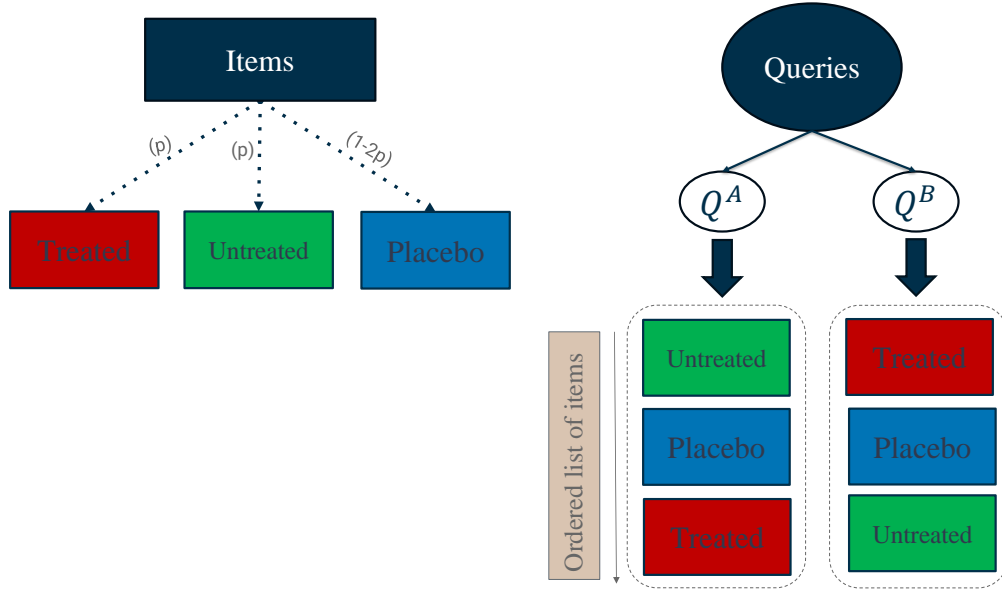 Items
(p)
(p)
(1-2p)
Treated
Untreated
Placebo
Queries
Q^A
Q^B
Ordered list of items
Untreated
Placebo
Treated
Treated
Placebo
Untreated